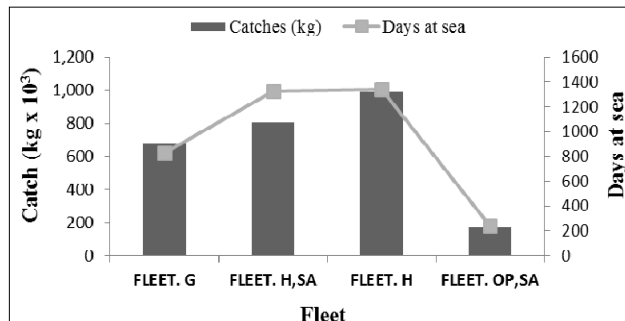 Catches (kg) Days at sea
1,200 1600
1,000 1400
800 1200
600 1000
400 800
200 600
0 400
200
0
Catch (kg x 10³)
Days at sea
FLEET. G FLEET. H,SA FLEET. H FLEET. OP,SA
Fleet